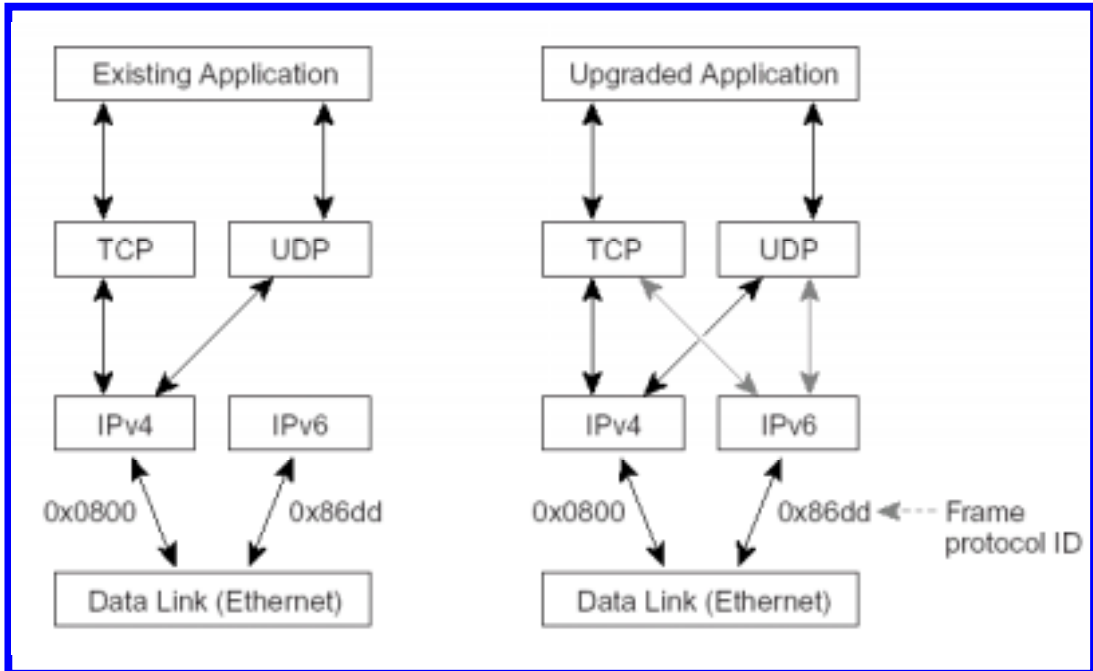 Existing Application
Upgraded Application
TCP
UDP
TCP
UDP
IPv4
IPv6
IPv4
IPv6
0x0800
0x86dd
0x0800
0x86dd
Frame
protocol ID
Data Link (Ethernet)
Data Link (Ethernet)